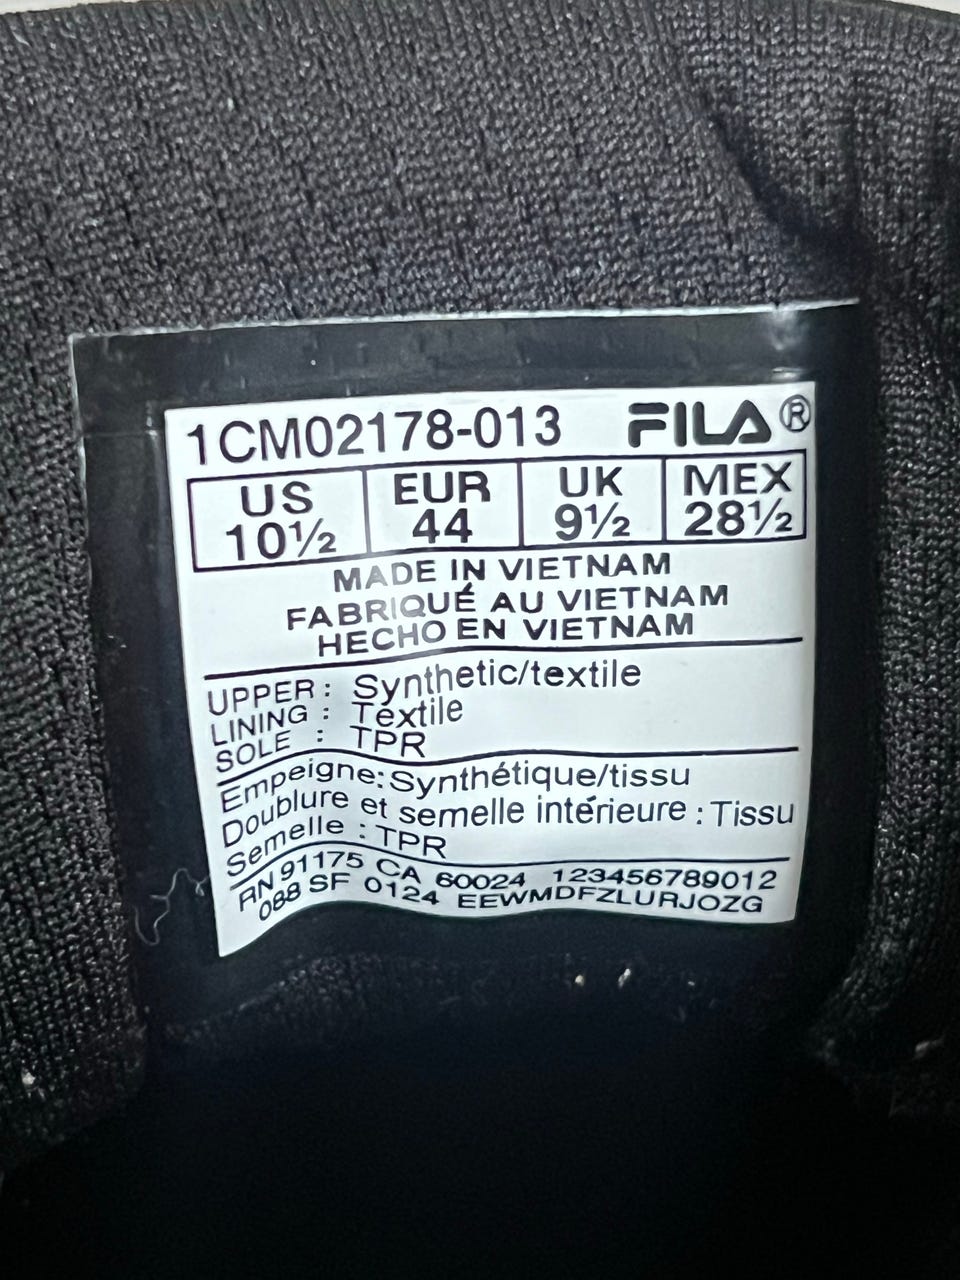 1CM02178-013 FILA®
US EUR UK MEX
10½ 44 9½ 28½
MADE IN VIETNAM
FABRIQUÉ AU VIETNAM
HECHO EN VIETNAM
UPPER : Synthetic/textile
LINING : Textile
SOLE : TPR
Empeigne: Synthétique/tissu
Doublure et semelle intérieure : Tissu
Semelle : TPR
RN 91175 CA 60024 123456789012
088 SF 0124 EEWMDFZLURJOZG